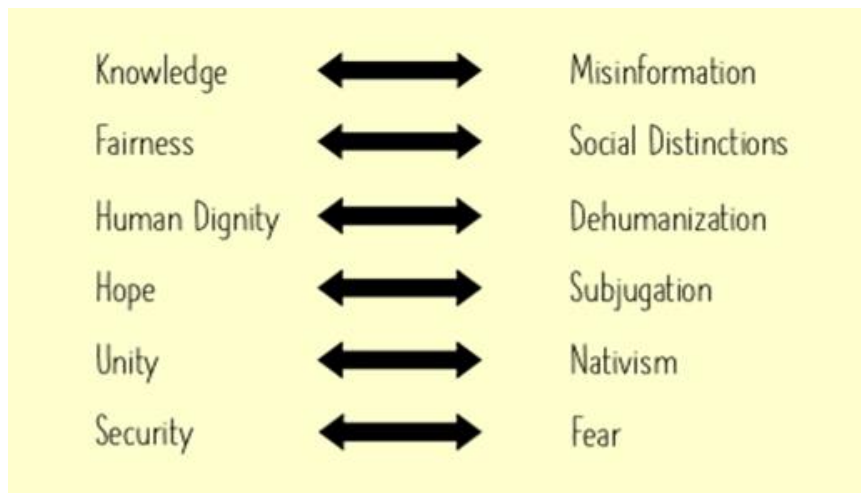 Knowledge Misinformation
Fairness Social Distinctions
Human Dignity Dehumanization
Hope Subjugation
Unity Nativism
Security Fear